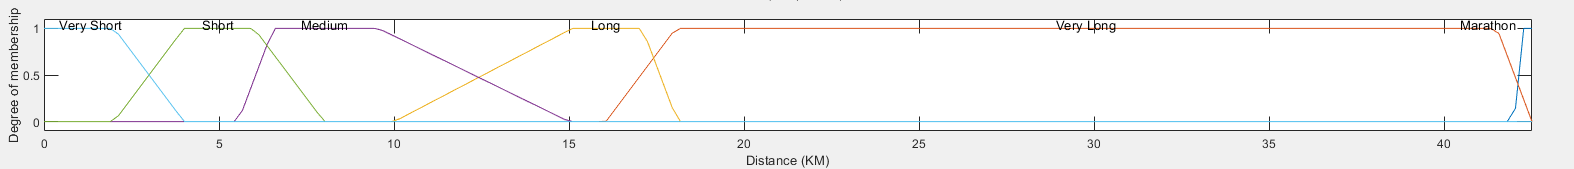 Very Short Short Medium Long Very Long Marathon
Degree of membership
1
0.5
0
0 5 10 15 20 25 30 35 40
Distance (KM)